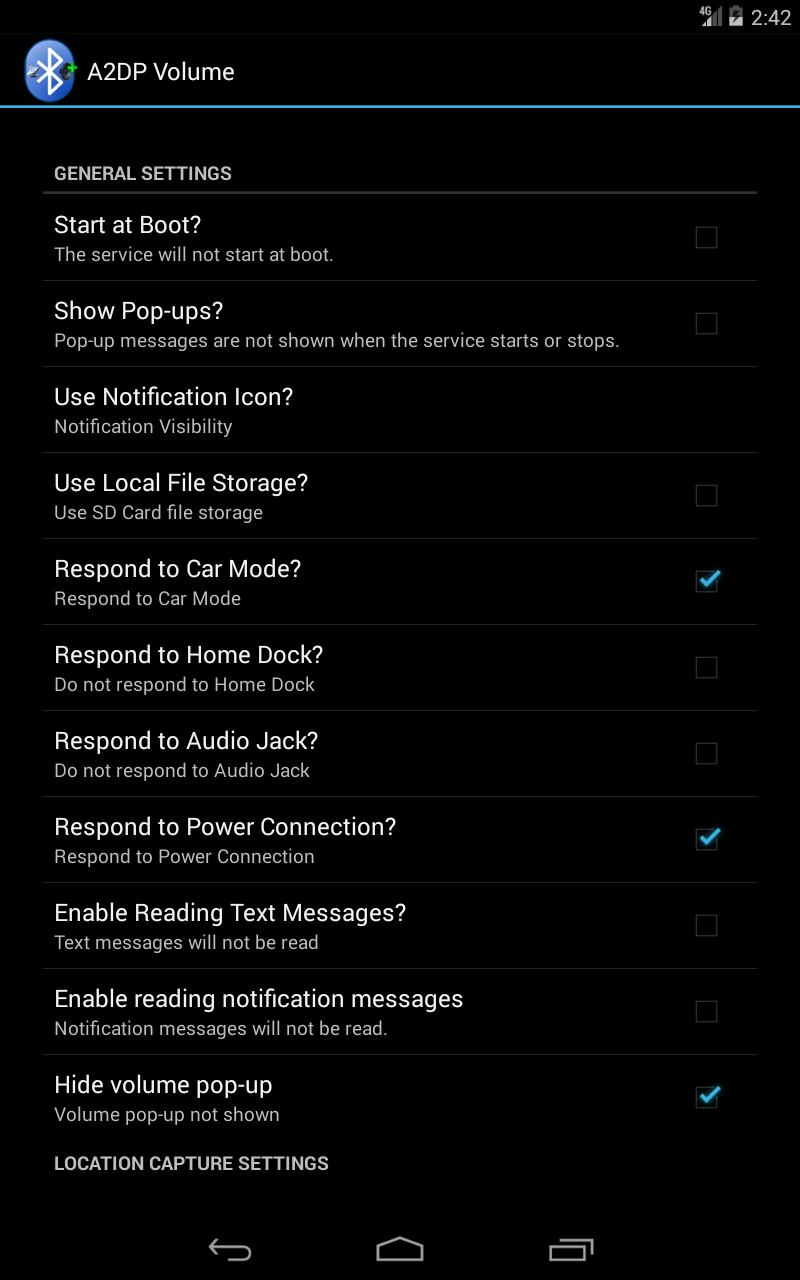 4G 2:42
A2DP Volume
GENERAL SETTINGS
Start at Boot?
The service will not start at boot.
Show Pop-ups?
Pop-up messages are not shown when the service starts or stops.
Use Notification Icon?
Notification Visibility
Use Local File Storage?
Use SD Card file storage
Respond to Car Mode?
Respond to Car Mode
Respond to Home Dock?
Do not respond to Home Dock
Respond to Audio Jack?
Do not respond to Audio Jack
Respond to Power Connection?
Respond to Power Connection
Enable Reading Text Messages?
Text messages will not be read
Enable reading notification messages
Notification messages will not be read.
Hide volume pop-up
Volume pop-up not shown
LOCATION CAPTURE SETTINGS